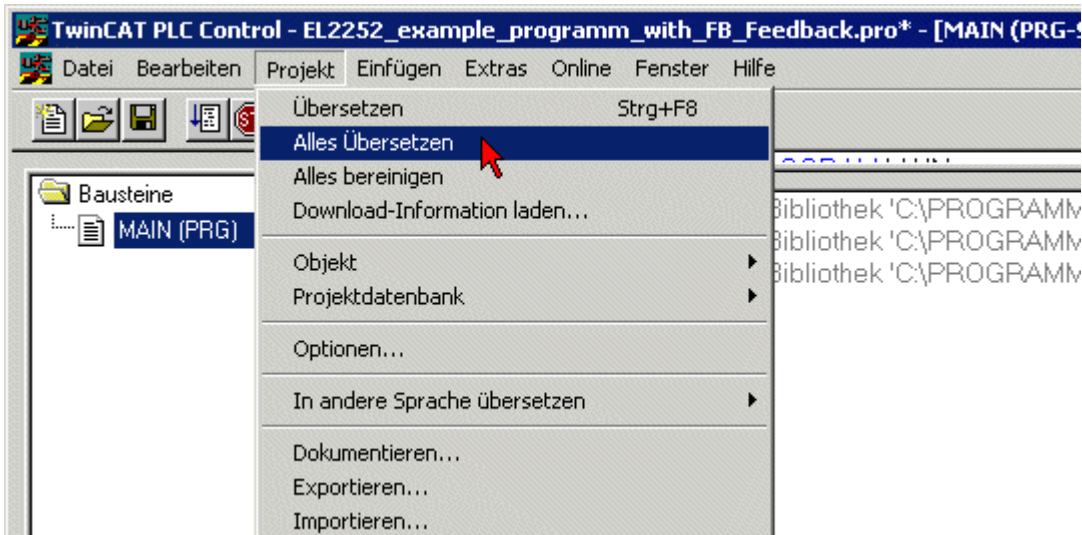 TwinCAT PLC Control - EL2252_example_programm_with_FB_Feedback.pro* - [MAIN (PRG-
Datei Bearbeiten Projekt Einfügen Extras Online Fenster Hilfe
Übersetzen Strg+F8
Alles Übersetzen
Alles bereinigen
Download-Information laden...
Objekt
Projektdatenbank
Optionen...
In andere Sprache übersetzen
Dokumentieren...
Exportieren...
Importieren...
Bausteine
MAIN (PRG)
Bibliothek 'C:\PROGRAMM
Bibliothek 'C:\PROGRAMM
Bibliothek 'C:\PROGRAMM